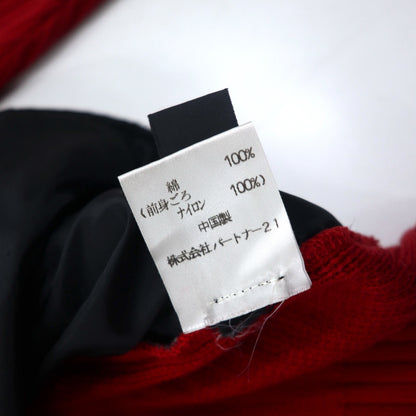 綿 100%
(前身ごろ
ナイロン 100%)
中国製
株式会社パートナー21